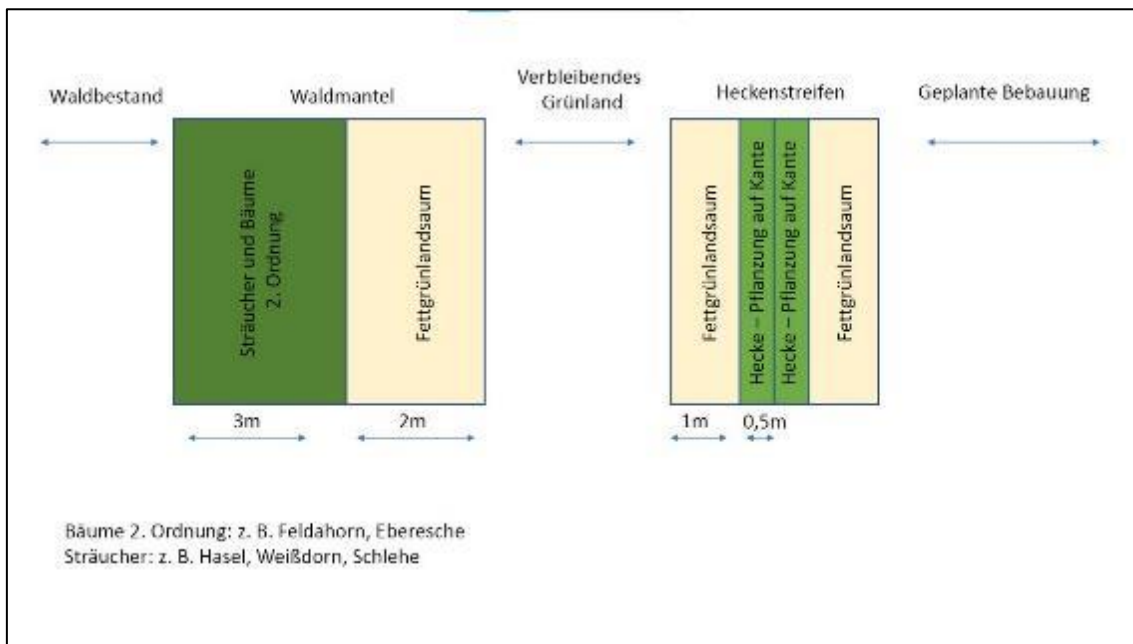 Waldbestand
Waldmantel
Verbleibendes
Grünland
Heckenstreifen
Geplante Bebauung
Sträucher und Bäume
2. Ordnung
Fettgrünlandsaum
Fettgrünlandsaum
Hecke – Pflanzung auf Kante
Hecke – Pflanzung auf Kante
Fettgrünlandsaum
3m
2m
1m
0,5m
Bäume 2. Ordnung: z. B. Feldahorn, Eberesche
Sträucher: z. B. Hasel, Weißdorn, Schlehe